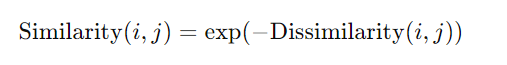 Similarity(i, j) = exp(−Dissimilarity(i, j))